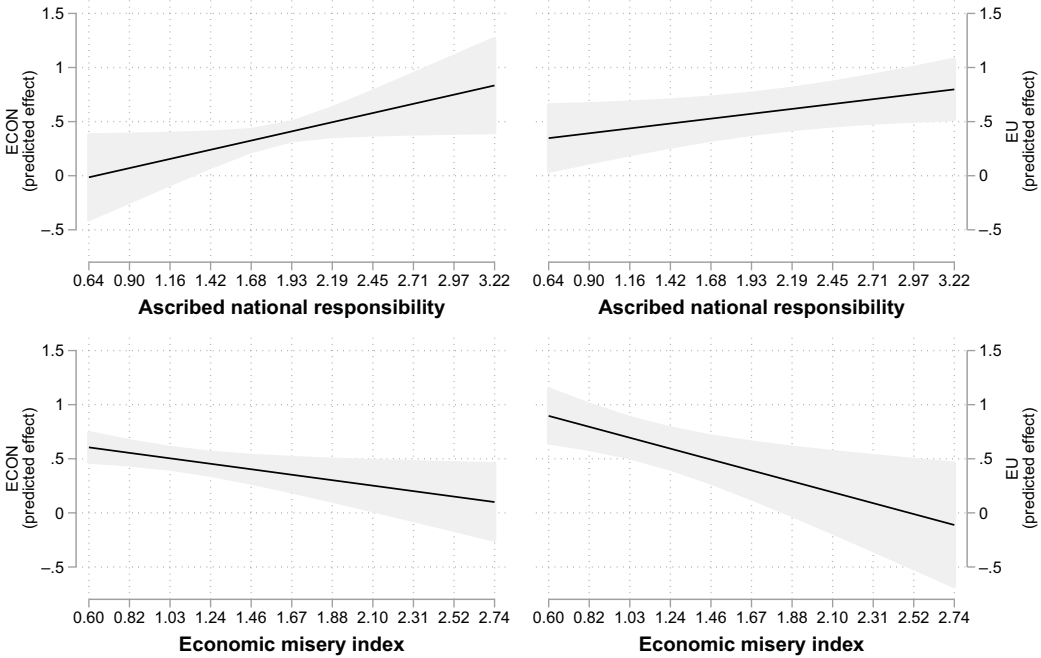 1.5
1
.5
0
–.5
ECON
(predicted effect)
0.64 0.90 1.16 1.42 1.68 1.93 2.19 2.45 2.71 2.97 3.22
Ascribed national responsibility
1.5
1
.5
0
–.5
EU
(predicted effect)
0.64 0.90 1.16 1.42 1.68 1.93 2.19 2.45 2.71 2.97 3.22
Ascribed national responsibility
1.5
1
.5
0
–.5
ECON
(predicted effect)
0.60 0.82 1.03 1.24 1.46 1.67 1.88 2.10 2.31 2.52 2.74
Economic misery index
1.5
1
.5
0
–.5
EU
(predicted effect)
0.60 0.82 1.03 1.24 1.46 1.67 1.88 2.10 2.31 2.52 2.74
Economic misery index